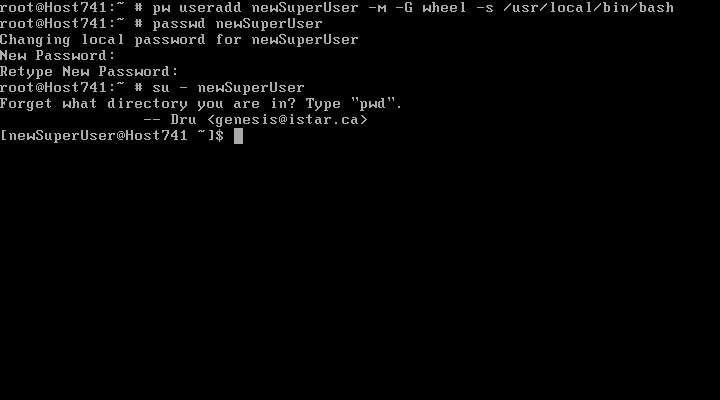 root@Host741:~ # pw useradd newSuperUser -m -G wheel -s /usr/local/bin/bash
root@Host741:~ # passwd newSuperUser
Changing local password for newSuperUser
New Password:
Retype New Password:
root@Host741:~ # su - newSuperUser
Forget what directory you are in? Type "pwd".
-- Dru <genesis@istar.ca>
[newSuperUser@Host741 ~]$